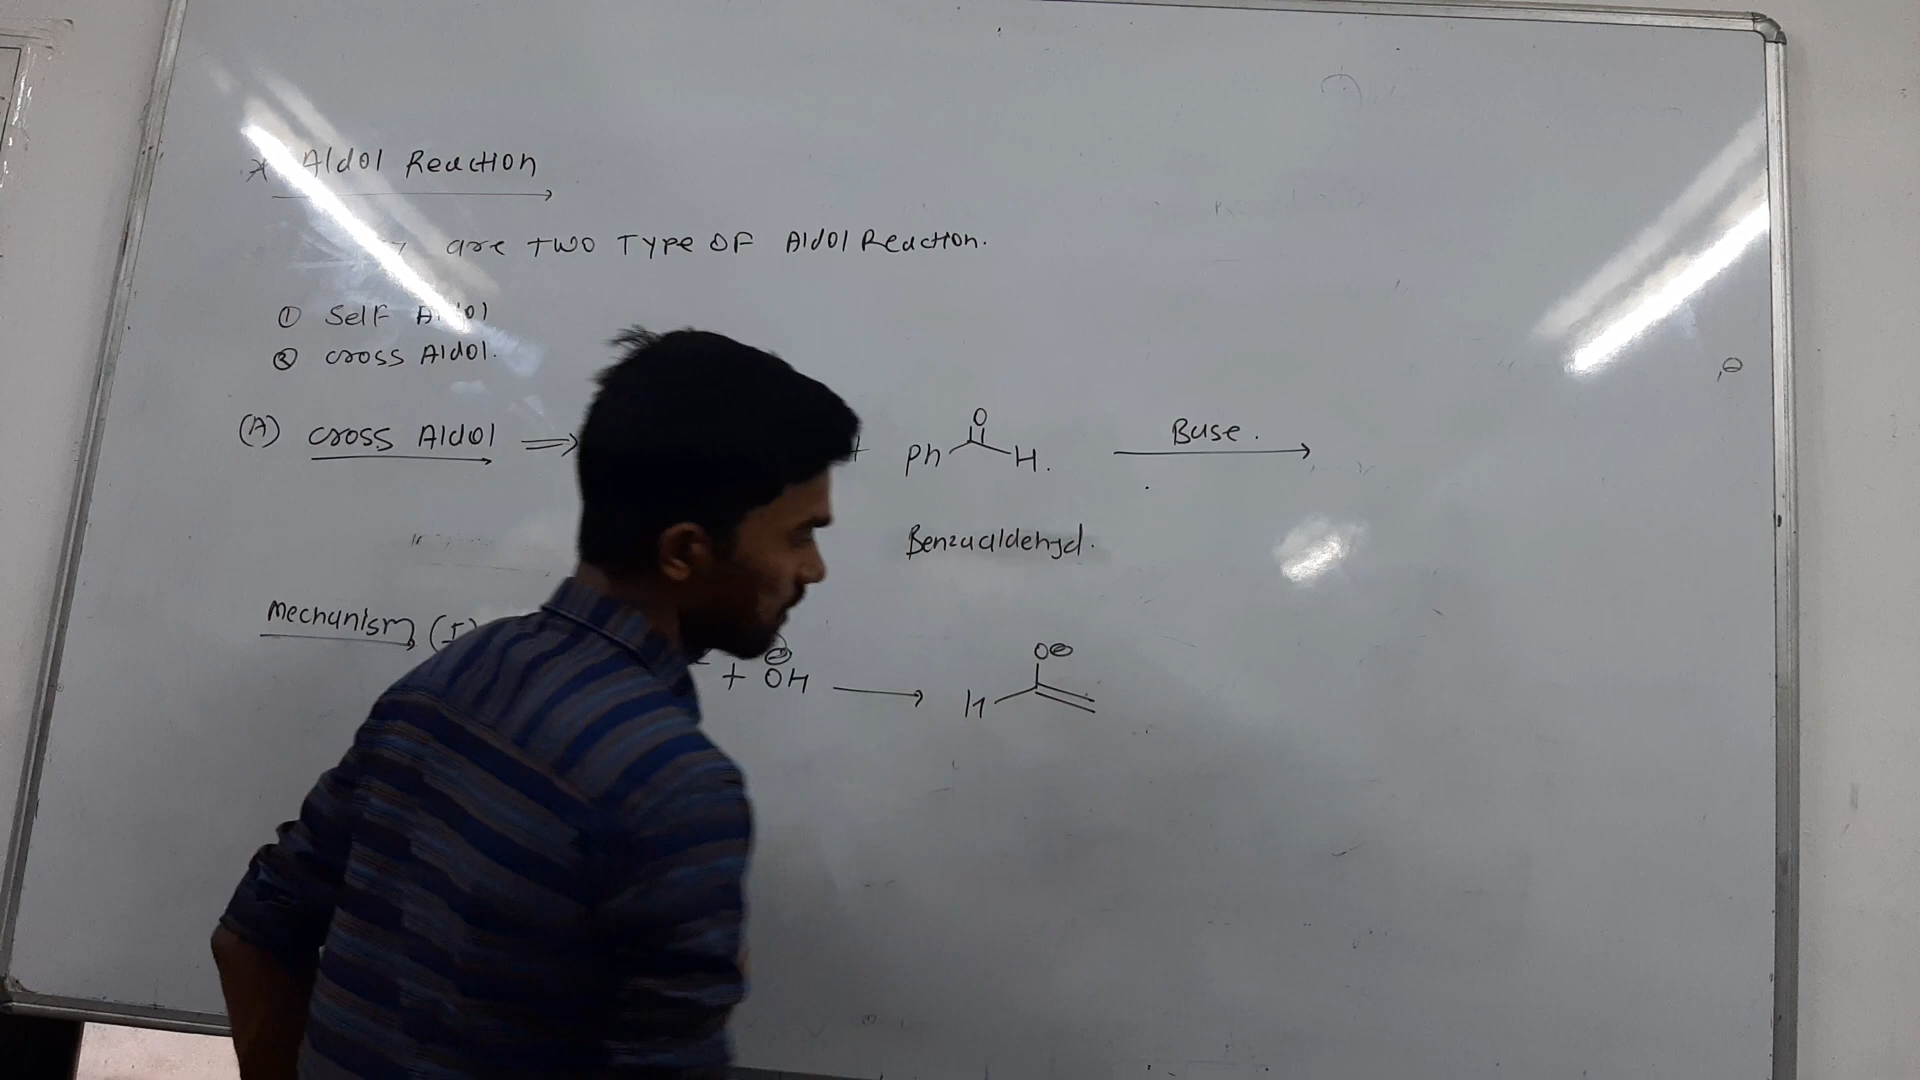 * Aldol Reaction
are two type of Aldol Reaction.
① Self Aldol
② cross Aldol.
(A) cross Aldol ⇒ + Ph O H. Base. →
Benzaaldehyd.
Mechanism (I) + ⊖OH → H O⊖